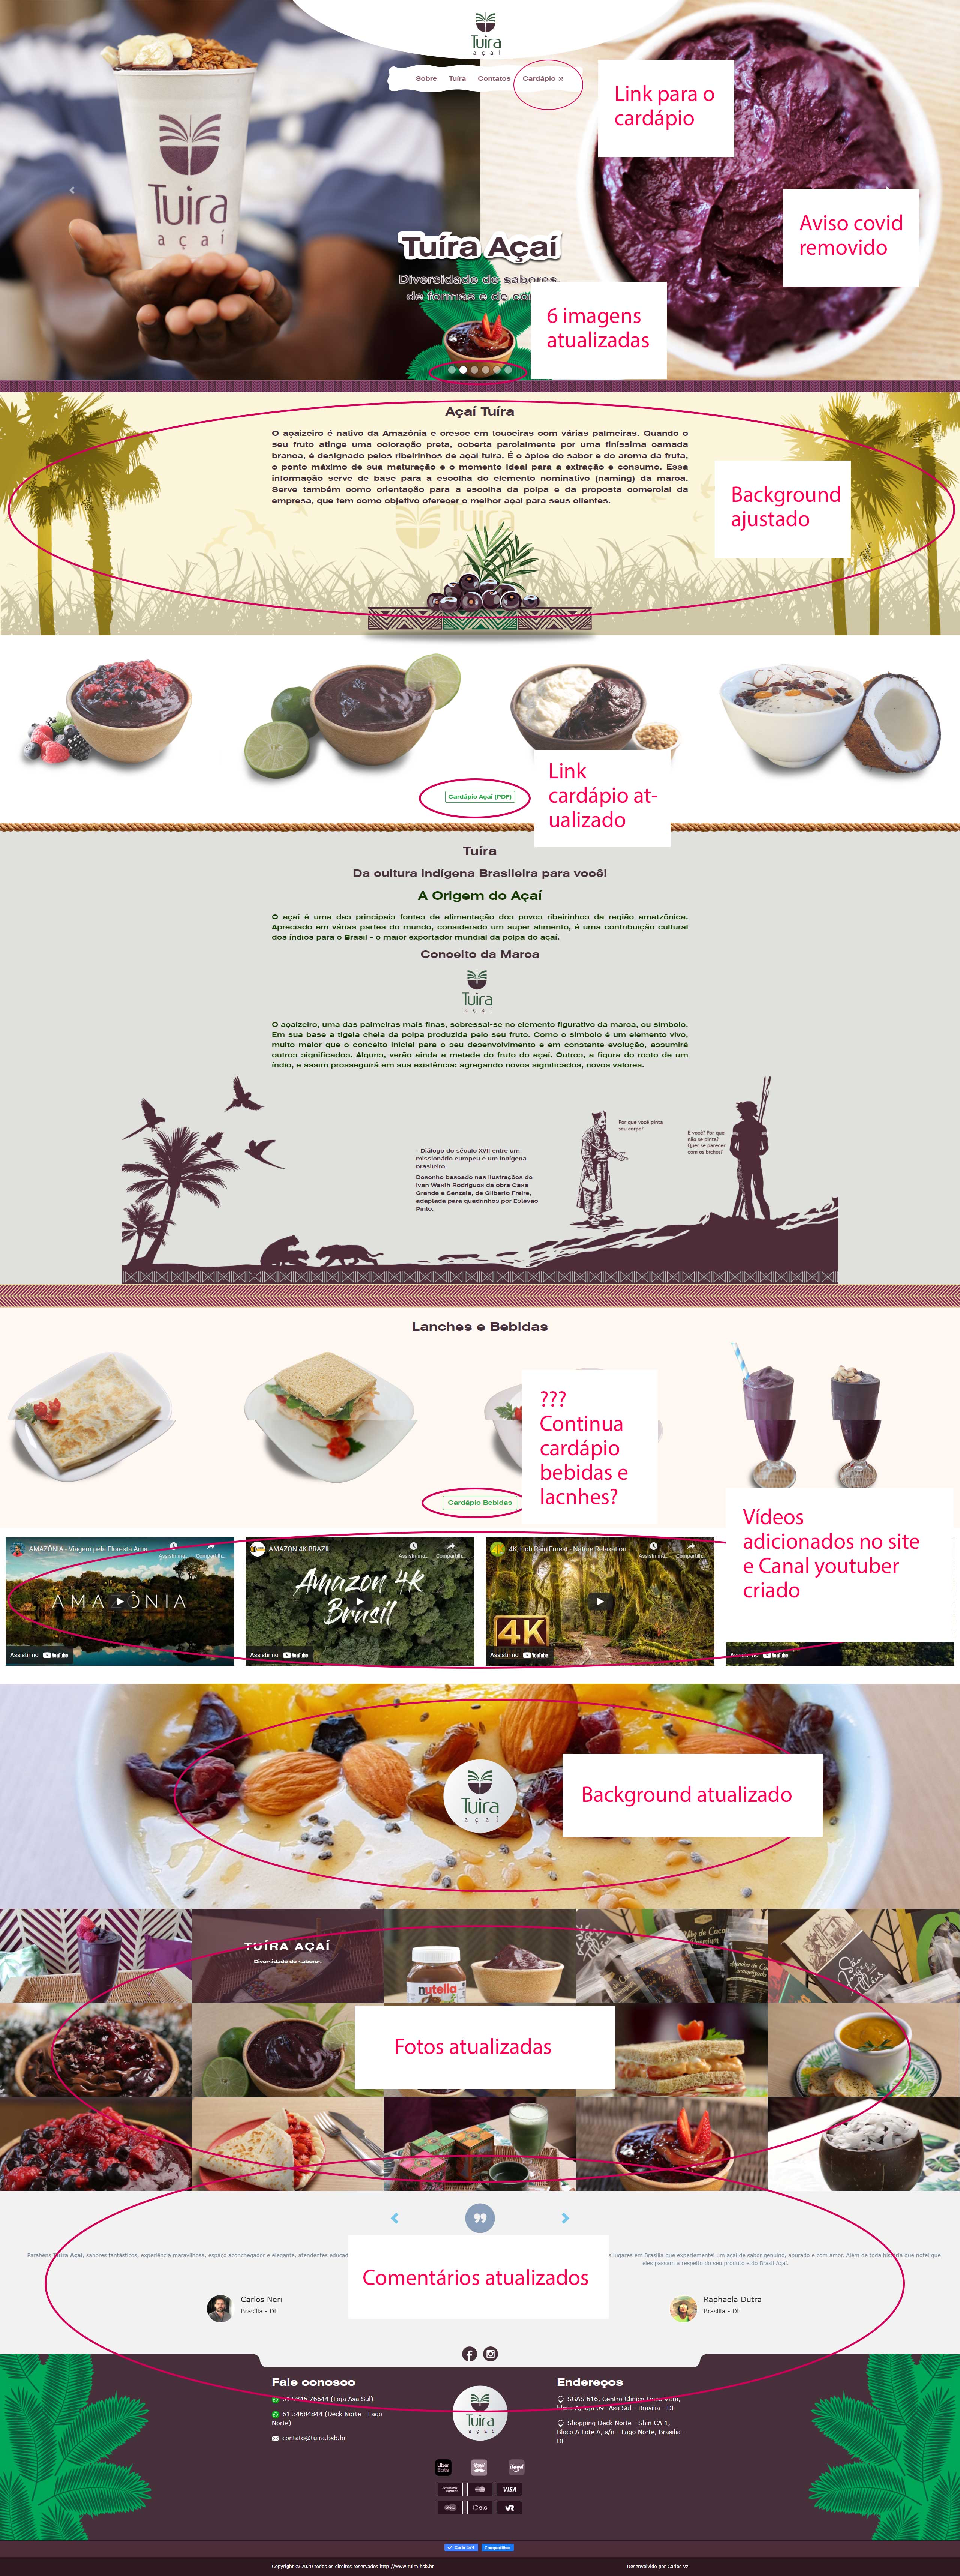 Tuira
açaí
Sobre
Tuíra
Contatos
Cardápio
Link para o
cardápio
Tuira
açaí
Aviso covid
removido
Tuíra Açaí
Diversidade de sabores,
de formas e de
6 imagens
atualizadas
Açaí Tuíra
O açaizeiro é nativo da Amazônia e cresce em touceiras com várias palmeiras. Quando o
seu fruto atinge uma coloração preta, coberta parcialmente por uma finíssima camada
branca, é designado pelos ribeirinhos de açaí tuíra. É o ápice do sabor e do aroma da fruta,
o ponto máximo de sua maturação e o momento ideal para a extração e consumo. Essa
informação serve de base para a escolha do elemento nominativo (naming) da marca.
Serve também como orientação para a escolha da polpa e da proposta comercial da
empresa, que tem como objetivo oferecer o melhor açaí para seus clientes.
Background
ajustado
Link
cardápio at-
ualizado
Cardápio Açaí (PDF)
Tuíra
Da cultura indígena Brasileira para você!
A Origem do Açaí
O açaí é uma das principais fontes de alimentação dos povos ribeirinhos da região amatzônica.
Apreciado em várias partes do mundo, considerado um super alimento, é uma contribuição cultural
dos índios para o Brasil - o maior exportador mundial da polpa do açaí.
Conceito da Marca
Tuira
açaí
O açaizeiro, uma das palmeiras mais finas, sobressai-se no elemento figurativo da marca, ou símbolo.
Em sua base a tigela cheia da polpa produzida pelo seu fruto. Como o símbolo é um elemento vivo,
muito maior que o conceito inicial para o seu desenvolvimento e em constante evolução, assumirá
outros significados. Alguns, verão ainda a metade do fruto do açaí. Outros, a figura do rosto de um
índio, e assim prosseguirá em sua existência: agregando novos significados, novos valores.
Por que você pinta
seu corpo?
E você? Por que
não se pinta?
Quer se parecer
com os bichos?
- Diálogo do século XVII entre um
missionário europeu e um indígena
brasileiro.
Desenho baseado nas ilustrações de
Ivan Wasth Rodrigues da obra Casa
Grande e Senzala, de Gilberto Freire,
adaptada para quadrinhos por Estêvão
Pinto.
Lanches e Bebidas
???
Continua
cardápio
bebidas e
lacnhes?
Cardápio Bebidas
Vídeos
adicionados no site
e Canal youtuber
criado
AMAZÔNIA - Viagem pela Floresta Ama
Assistir ma...
Compartilh...
AMAZÔNIA
Assistir no YouTube
AMAZON 4K BRAZIL
Assistir ma...
Compartilh...
Amazon 4k
Brasil
Assistir no YouTube
4K, Hoh Rain Forest - Nature Relaxation
Assistir ma...
Compartilh...
4K
Assistir no YouTube
Assistir no YouTube
Tuira
açaí
Background atualizado
TUÍRA AÇAÍ
Diversidade de sabores
nutella
Fotos atualizadas
Parabéns Tuíra Açaí, sabores fantásticos, experiência maravilhosa, espaço aconchegador e elegante, atendentes educad
s lugares em Brasília que experiementei um açaí de sabor genuíno, apurado e com amor. Além de toda história que notei que
eles passam a respeito do seu produto e do Brasil Açaí.
Comentários atualizados
Carlos Neri
Brasília - DF
Raphaela Dutra
Brasília - DF
Fale conosco
61 9846 76644 (Loja Asa Sul)
61 34684844 (Deck Norte - Lago
Norte)
contato@tuira.bsb.br
Tuira
açaí
Endereços
SGAS 616, Centro Clínico Linea Vitta,
bloco A, loja 09- Asa Sul - Brasília - DF
Shopping Deck Norte - Shin CA 1,
Bloco A Lote A, s/n - Lago Norte, Brasília -
DF
Uber
Eats
Rappi
ifood
VISA
elo
VR
Curtir 574
Compartilhar
Copyright @ 2020 todos os direitos reservados http://www.tuira.bsb.br
Desenvolvido por Carlos vz